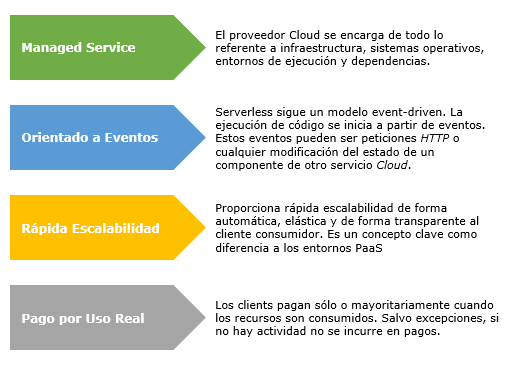 Managed Service
El proveedor Cloud se encarga de todo lo
referente a infraestructura, sistemas operativos,
entornos de ejecución y dependencias.
Orientado a Eventos
Serverless sigue un modelo event-driven. La
ejecución de código se inicia a partir de eventos.
Estos eventos pueden ser peticiones HTTP o
cualquier modificación del estado de un
componente de otro servicio Cloud.
Rápida Escalabilidad
Proporciona rápida escalabilidad de forma
automática, elástica y de forma transparente al
cliente consumidor. Es un concepto clave como
diferencia a los entornos PaaS
Pago por Uso Real
Los clients pagan sólo o mayoritariamente cuando
los recursos son consumidos. Salvo excepciones, si
no hay actividad no se incurre en pagos.